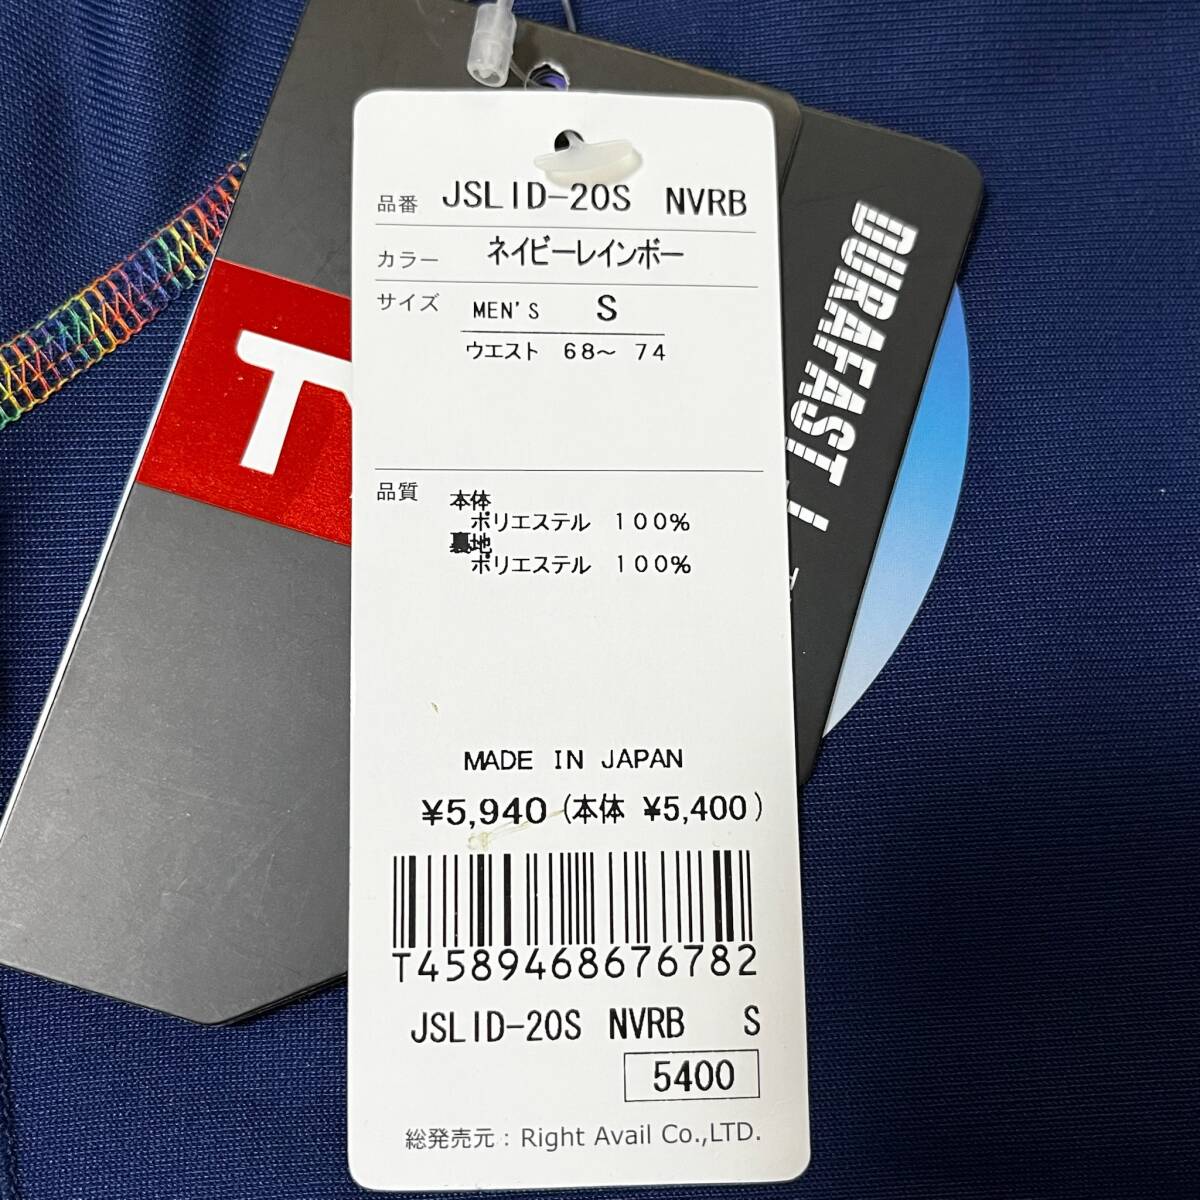 品番 JSLID-20S NVRB
カラー ネイビーレインボー
サイズ MEN'S S
ウエスト 68～ 74
品質 本体
ポリエステル 100%
裏地
ポリエステル 100%
MADE IN JAPAN
¥5,940 (本体 ¥5,400 )
T4589468676782
JSLID-20S NVRB S
5400
総発売元 : Right Avail Co.,LTD.
DURAFAST